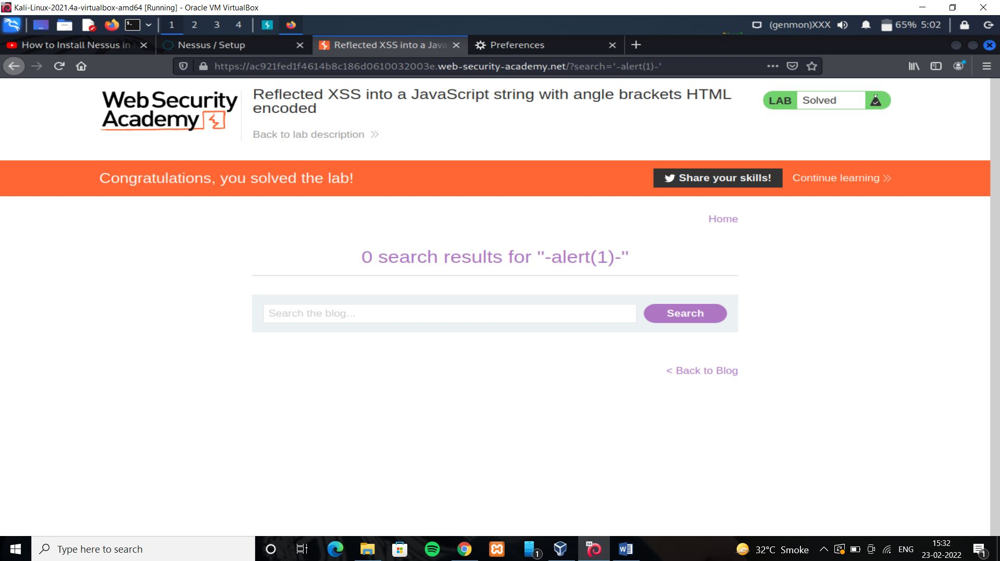 Kali-Linux-2021.4a-virtualbox-amd64 [Running] - Oracle VM VirtualBox
1 2 3 4 (genmon)XXX 65% 5:02
How to Install Nessus in
Nessus / Setup
Reflected XSS into a Java
Preferences
https://ac921fed1f4614b8c186d0610032003e.web-security-academy.net/?search='-alert(1)-'
Web Security
Academy
Reflected XSS into a JavaScript string with angle brackets HTML
encoded
Back to lab description
LAB Solved
Congratulations, you solved the lab!
Share your skills!
Continue learning
Home
0 search results for ''-alert(1)-''
Search the blog...
Search
< Back to Blog
Type here to search
1
64
32°C Smoke
ENG
15:32
23-02-2022
1